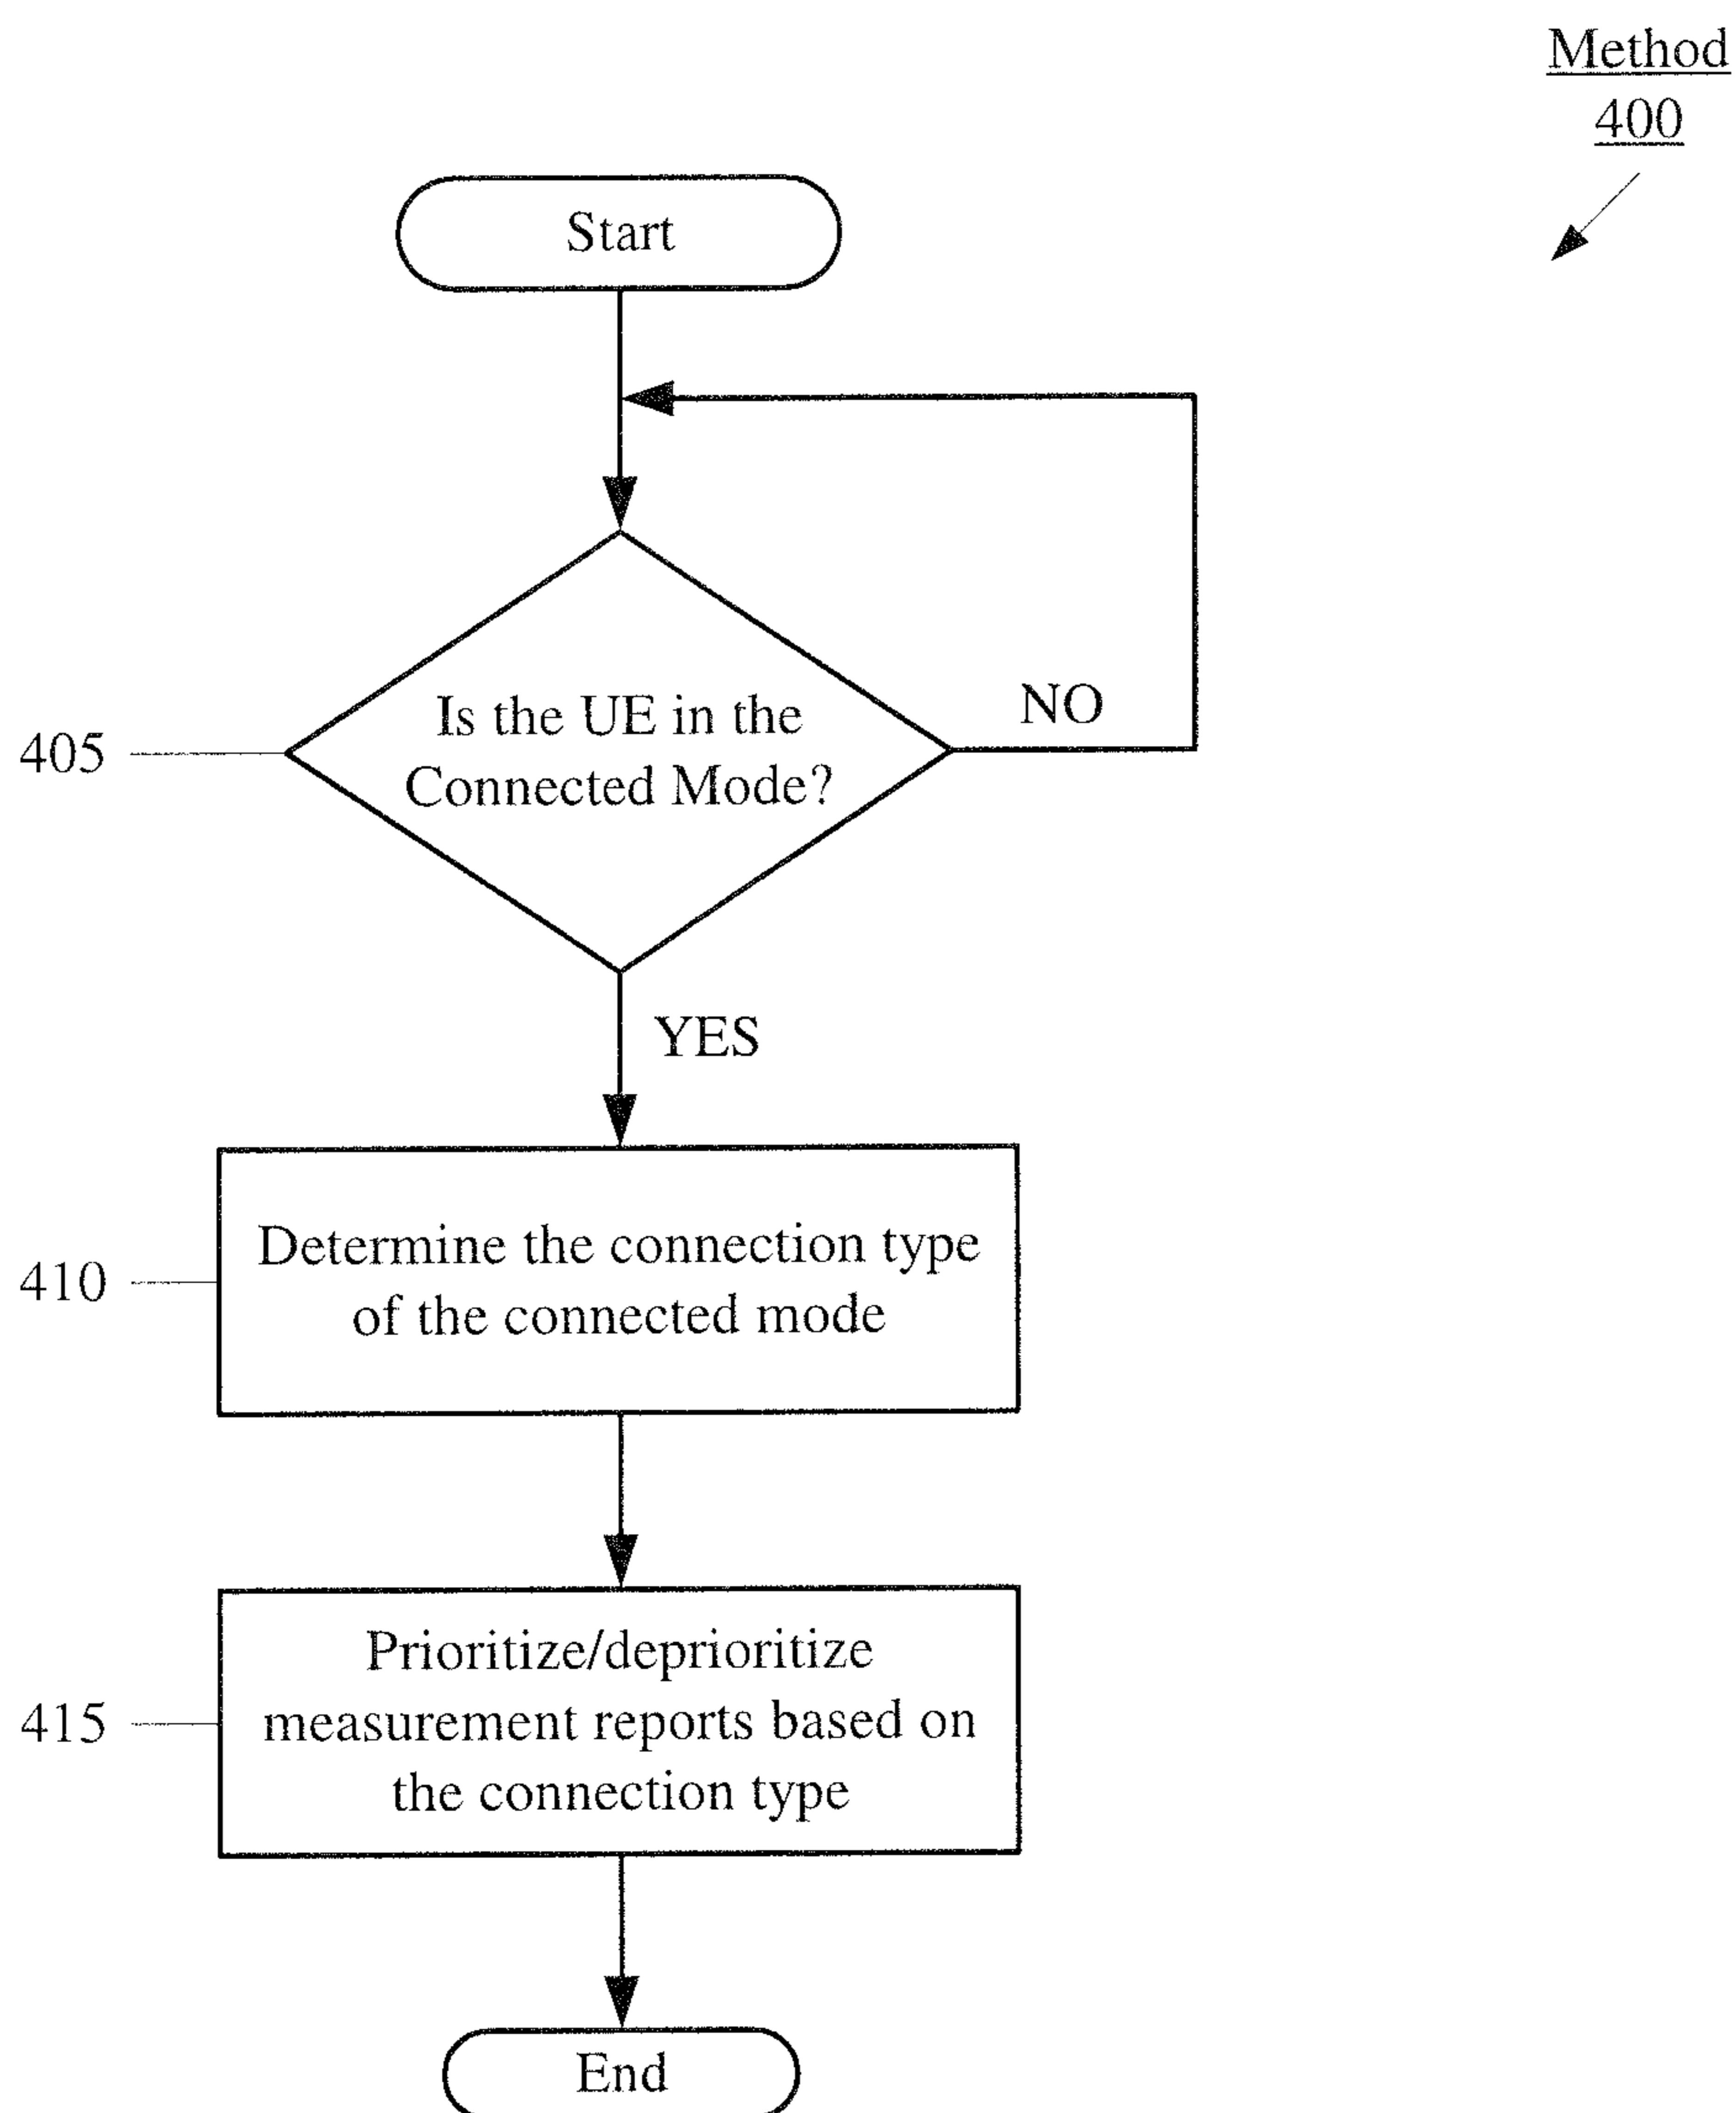 Method
400
Start
Is the UE in the
Connected Mode?
NO
405
YES
Determine the connection type
of the connected mode
410
Prioritize/deprioritize
measurement reports based on
the connection type
415
End